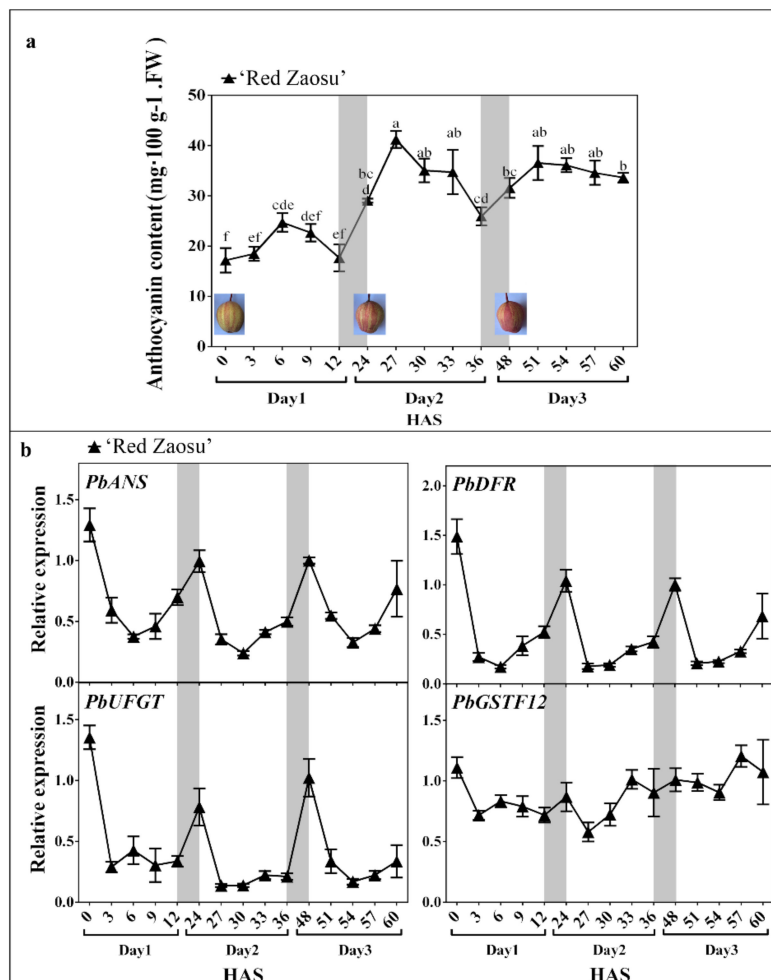 a
▲ ‘Red Zaosu’
Anthocyanin content (mg·100 g-1 .FW)
50
40
30
20
10
0
f
ef
cde
def
ef
bc
d
a
ab
ab
cd
bc
ab
ab
ab
b
0 3 6 9 12 24 27 30 33 36 48 51 54 57 60
Day1 Day2 Day3
HAS
b
▲ ‘Red Zaosu’
PbANS
Relative expression
1.5
1.0
0.5
0.0
PbDFR
2.0
1.5
1.0
0.5
0.0
PbUFGT
Relative expression
1.5
1.0
0.5
0.0
0 3 6 9 12 24 27 30 33 36 48 51 54 57 60
Day1 Day2 Day3
HAS
PbGSTF12
1.5
1.0
0.5
0.0
0 3 6 9 12 24 27 30 33 36 48 51 54 57 60
Day1 Day2 Day3
HAS